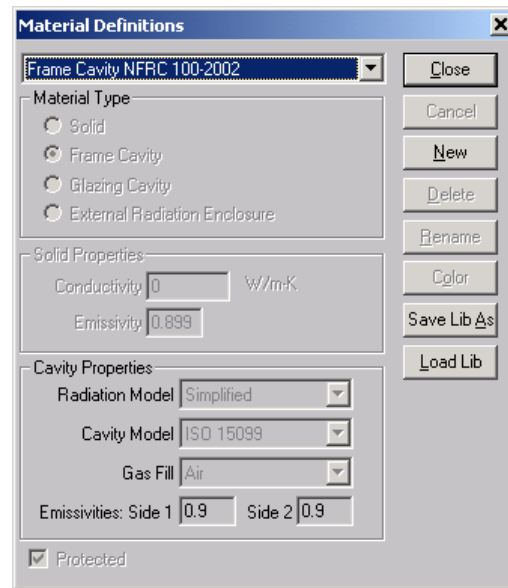 Material Definitions
Frame Cavity NFRC 100-2002
Close
Material Type
Cancel
Solid
Frame Cavity
New
Glazing Cavity
Delete
External Radiation Enclosure
Rename
Solid Properties
Conductivity 0 W/m-K
Color
Emissivity 0.899
Save Lib As
Cavity Properties
Load Lib
Radiation Model Simplified
Cavity Model ISO 15099
Gas Fill Air
Emissivities: Side 1 0.9 Side 2 0.9
Protected